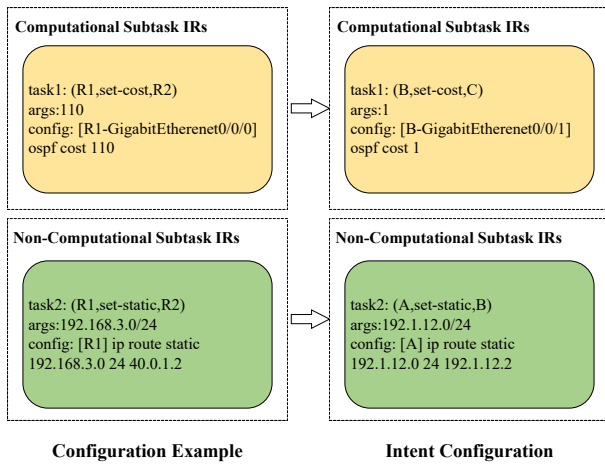 Computational Subtask IRs
task1: (R1,set-cost,R2)
args:110
config: [R1-GigabitEtherenet0/0/0]
ospf cost 110
Computational Subtask IRs
task1: (B,set-cost,C)
args:1
config: [B-GigabitEtherenet0/0/1]
ospf cost 1
Non-Computational Subtask IRs
task2: (R1,set-static,R2)
args:192.168.3.0/24
config: [R1] ip route static
192.168.3.0 24 40.0.1.2
Non-Computational Subtask IRs
task2: (A,set-static,B)
args:192.1.12.0/24
config: [A] ip route static
192.1.12.0 24 192.1.12.2
Configuration Example
Intent Configuration